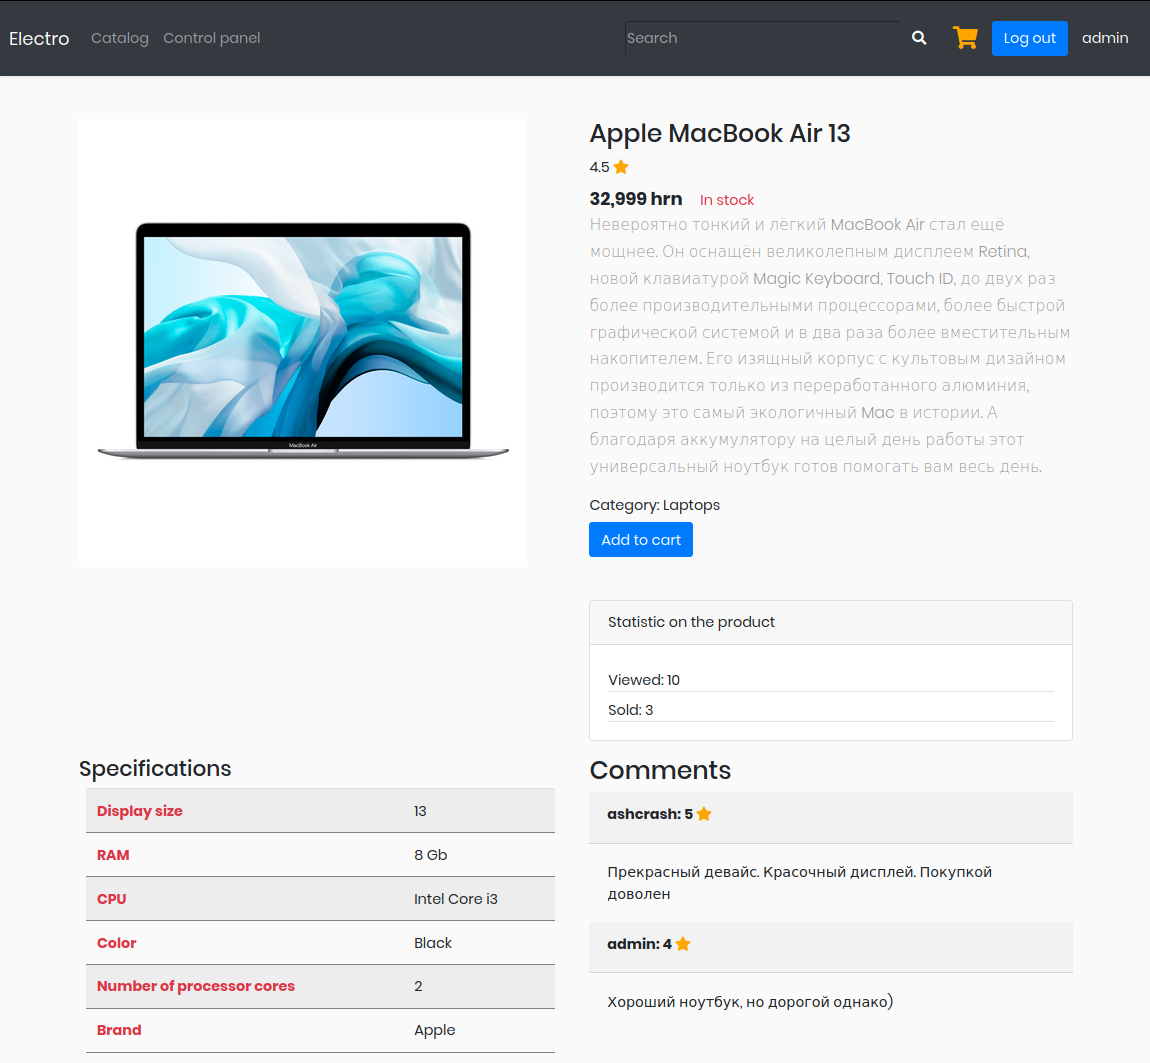 Electro Catalog Control panel Search Log out admin
Apple MacBook Air 13
4.5
32,999 hrn In stock
Невероятно тонкий и лёгкий MacBook Air стал ещё
мощнее. Он оснащён великолепным дисплеем Retina,
новой клавиатурой Magic Keyboard, Touch ID, до двух раз
более производительными процессорами, более быстрой
графической системой и в два раза более вместительным
накопителем. Его изящный корпус с культовым дизайном
производится только из переработанного алюминия,
поэтому это самый экологичный Mac в истории. А
благодаря аккумулятору на целый день работы этот
универсальный ноутбук готов помогать вам весь день.
Category: Laptops
Add to cart
MacBook Air
Statistic on the product
Viewed: 10
Sold: 3
Specifications
Display size 13
RAM 8 Gb
CPU Intel Core i3
Color Black
Number of processor cores 2
Brand Apple
Comments
ashcrash: 5
Прекрасный девайс. Красочный дисплей. Покупкой
доволен
admin: 4
Хороший ноутбук, но дорогой однако)